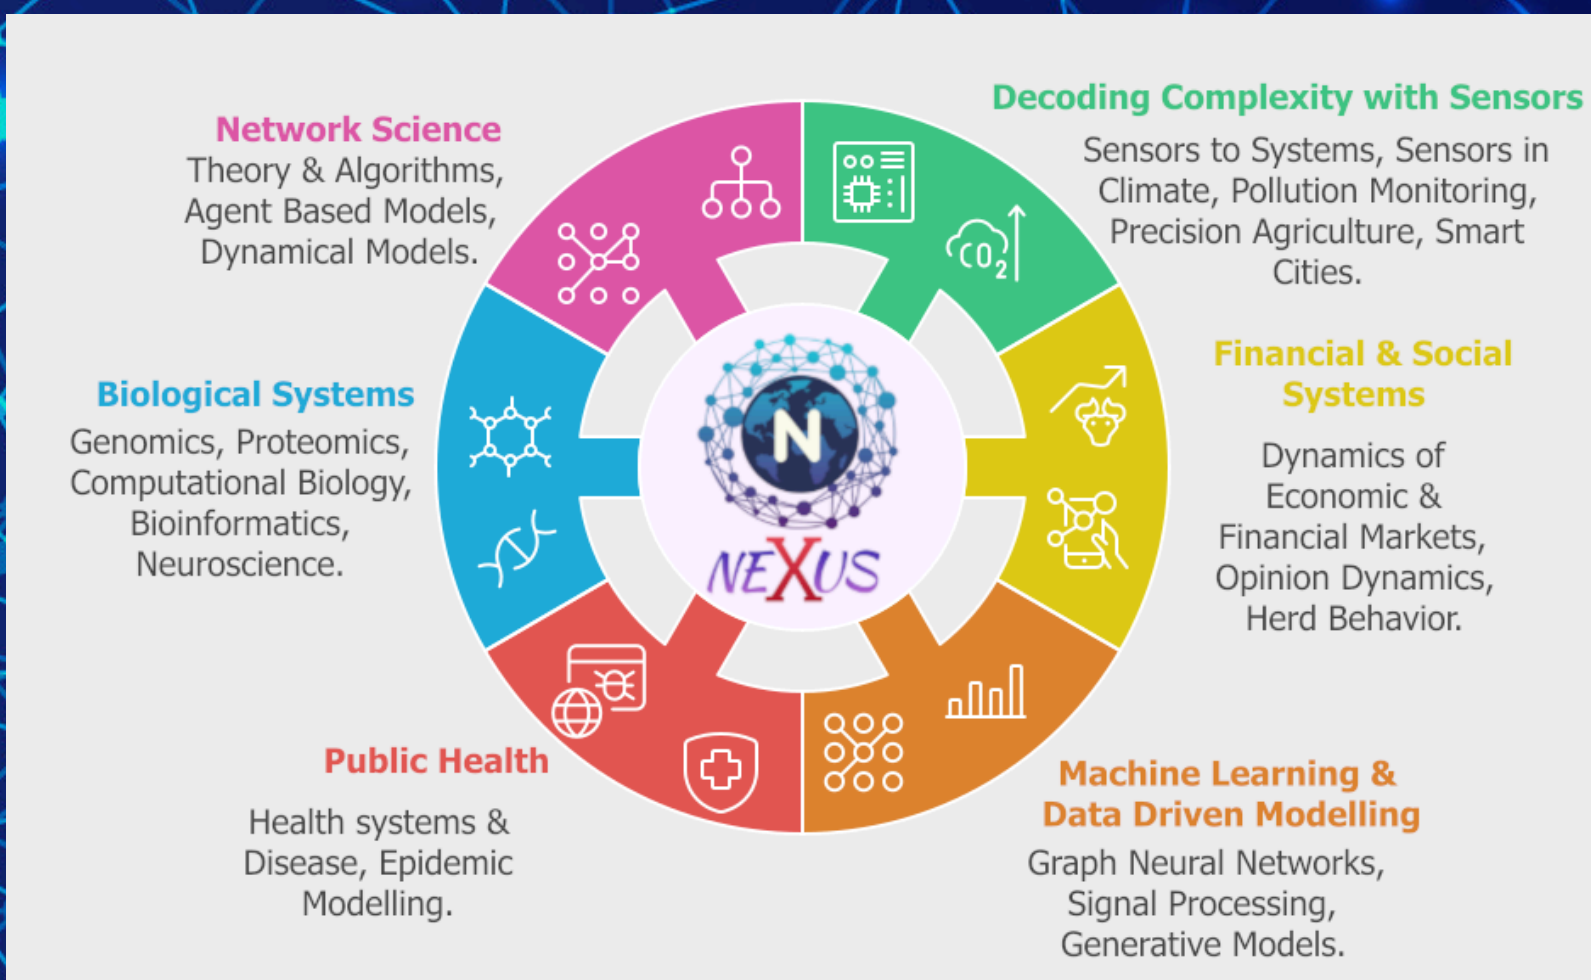 Network Science
Theory & Algorithms,
Agent Based Models,
Dynamical Models.
Decoding Complexity with Sensors
Sensors to Systems, Sensors in
Climate, Pollution Monitoring,
Precision Agriculture, Smart
Cities.
CO2
Biological Systems
Genomics, Proteomics,
Computational Biology,
Bioinformatics,
Neuroscience.
N
NEXUS
Financial & Social
Systems
Dynamics of
Economic &
Financial Markets,
Opinion Dynamics,
Herd Behavior.
Public Health
Health systems &
Disease, Epidemic
Modelling.
Machine Learning &
Data Driven Modelling
Graph Neural Networks,
Signal Processing,
Generative Models.